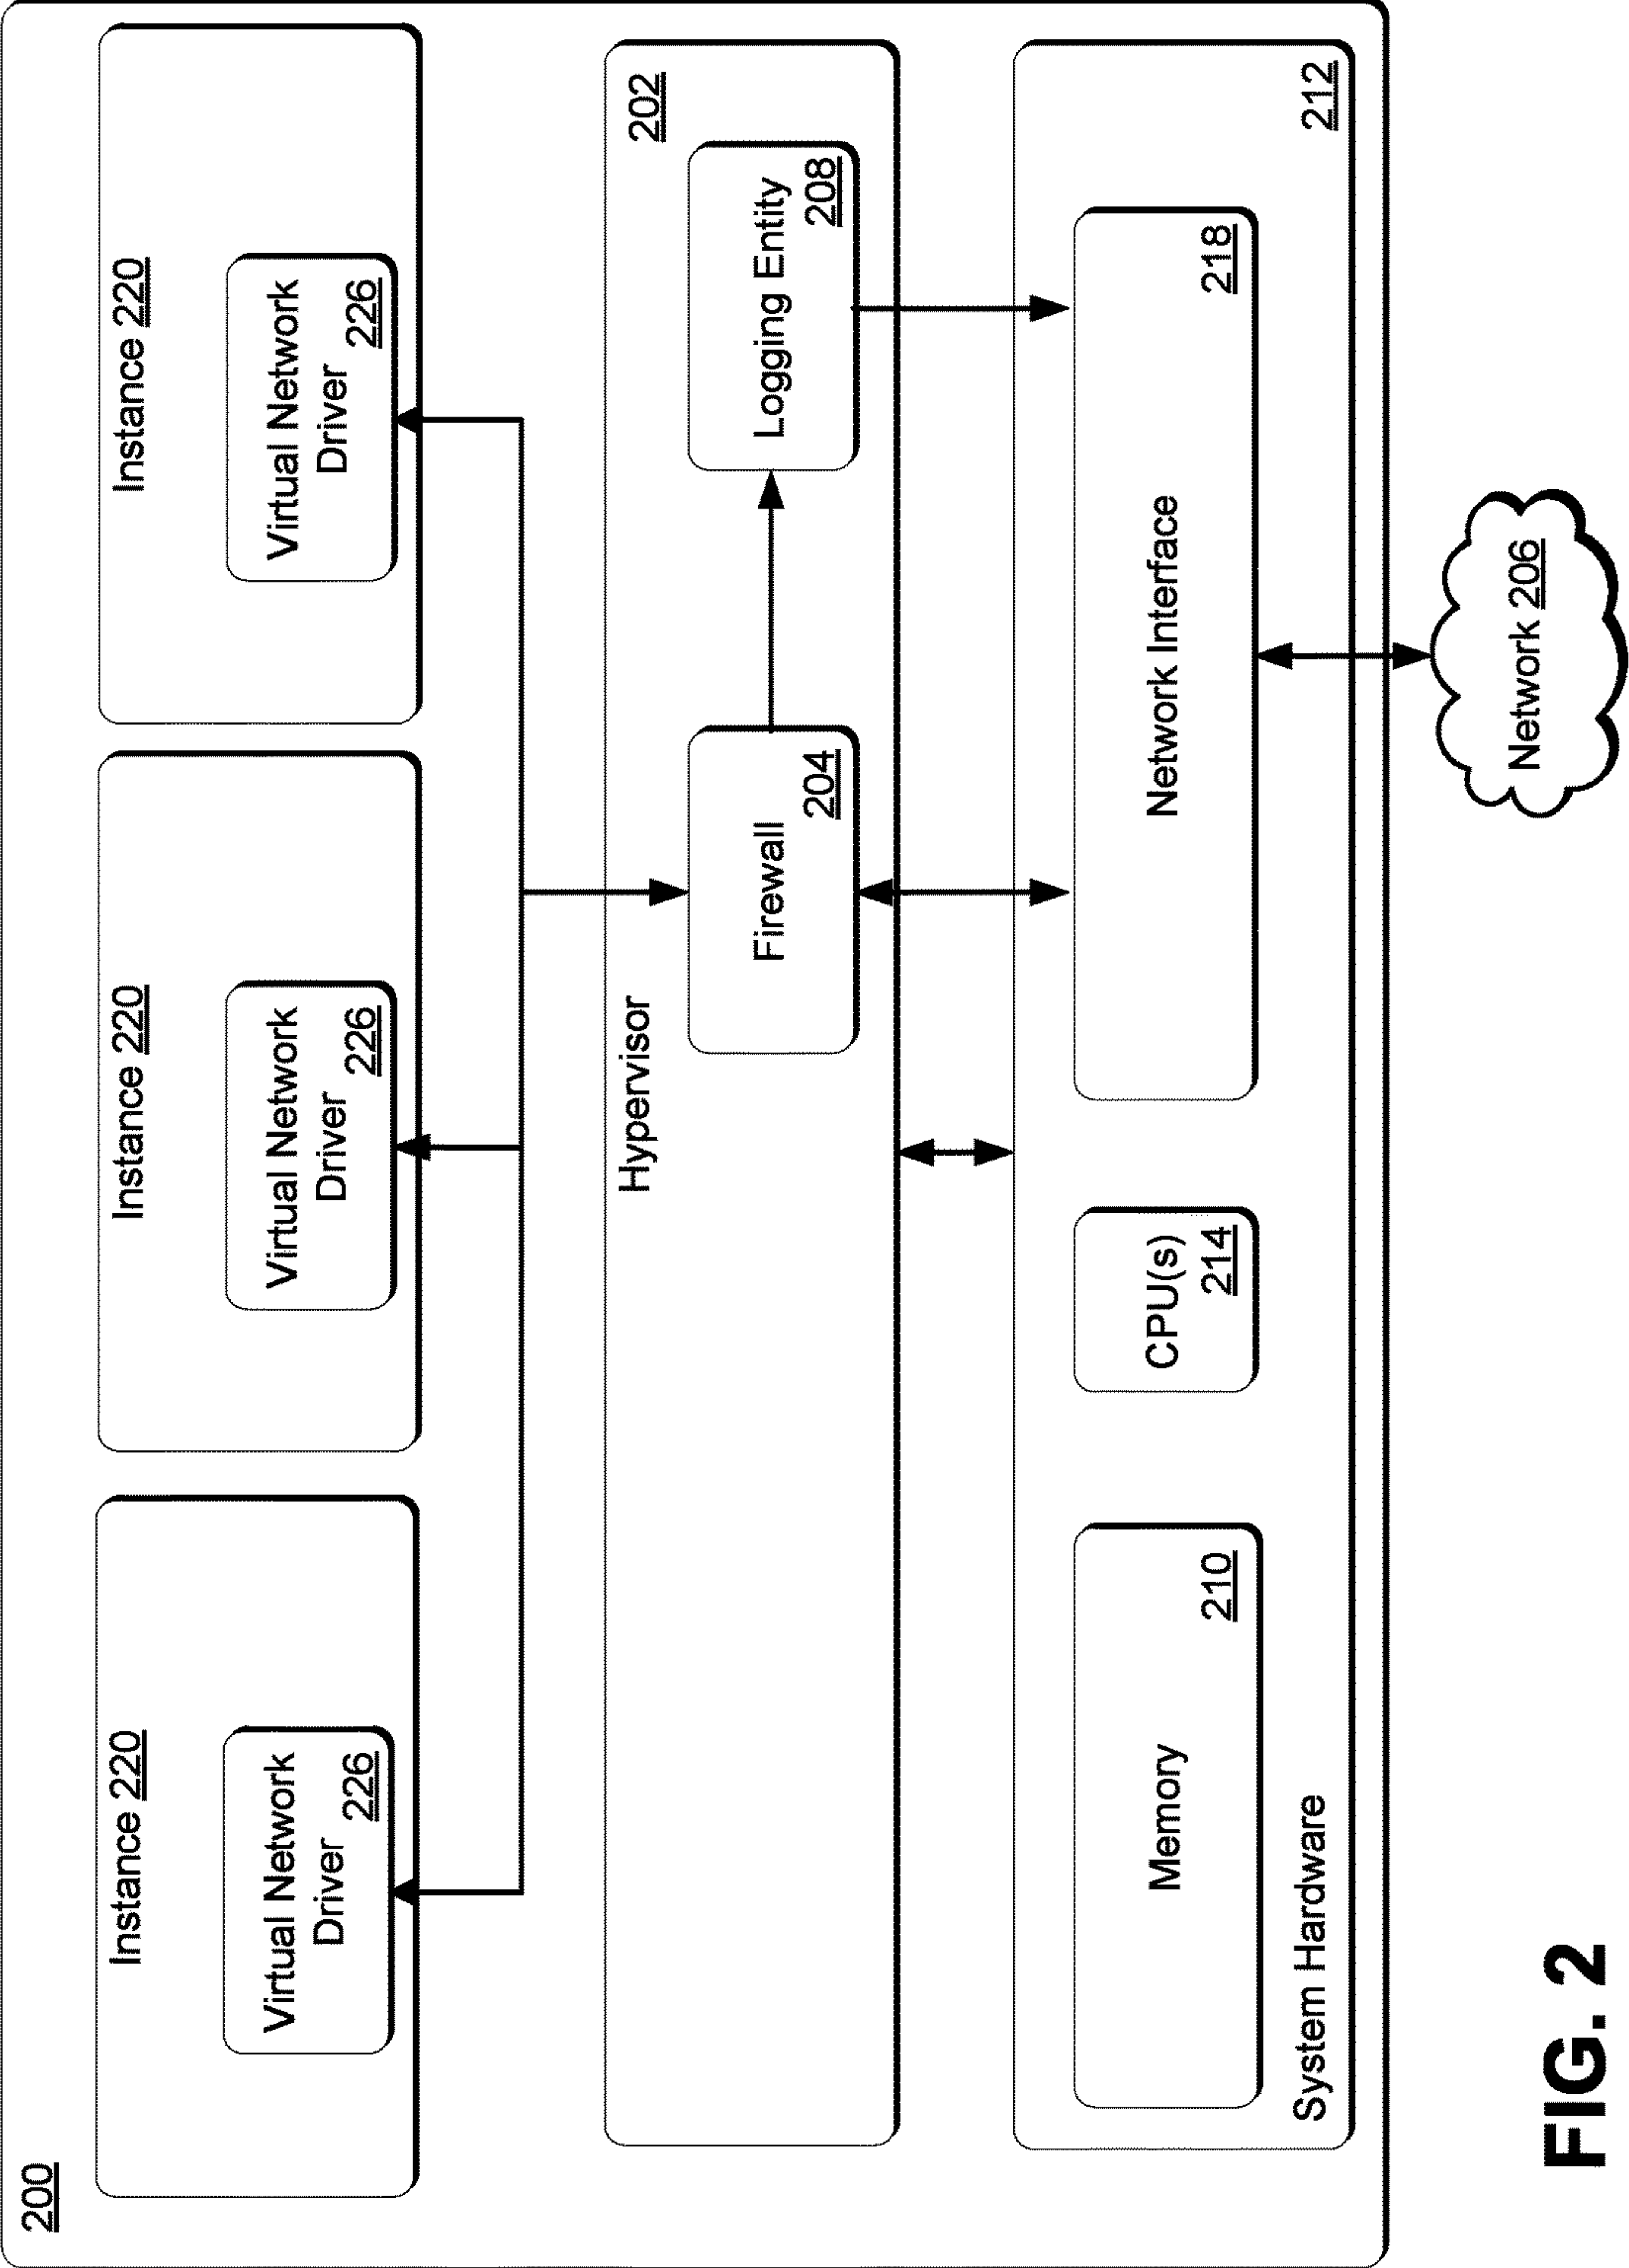 200
Instance 220
Virtual Network
Driver
226
Instance 220
Virtual Network
Driver
226
Instance 220
Virtual Network
Driver
226
Hypervisor
202
Firewall
204
Logging Entity
208
Memory
210
CPU(s)
214
Network Interface
218
System Hardware
212
Network 206
FIG. 2